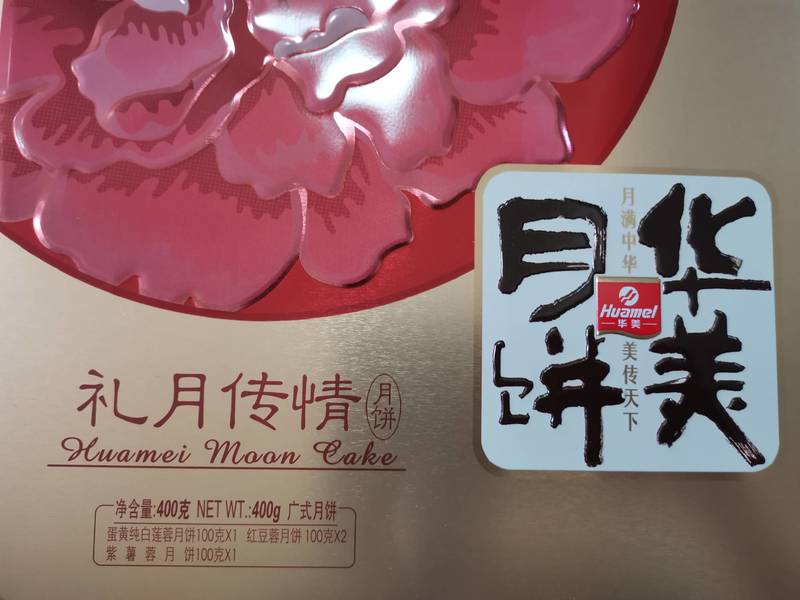 华美
月饼
月满中华
Huamei
华美
美传天下
礼月传情
月饼
Huamei Moon Cake
净含量:400克 NET WT.:400g 广式月饼
蛋黄纯白莲蓉月饼100克X1 红豆蓉月饼 100克X2
紫薯蓉月饼100克X1